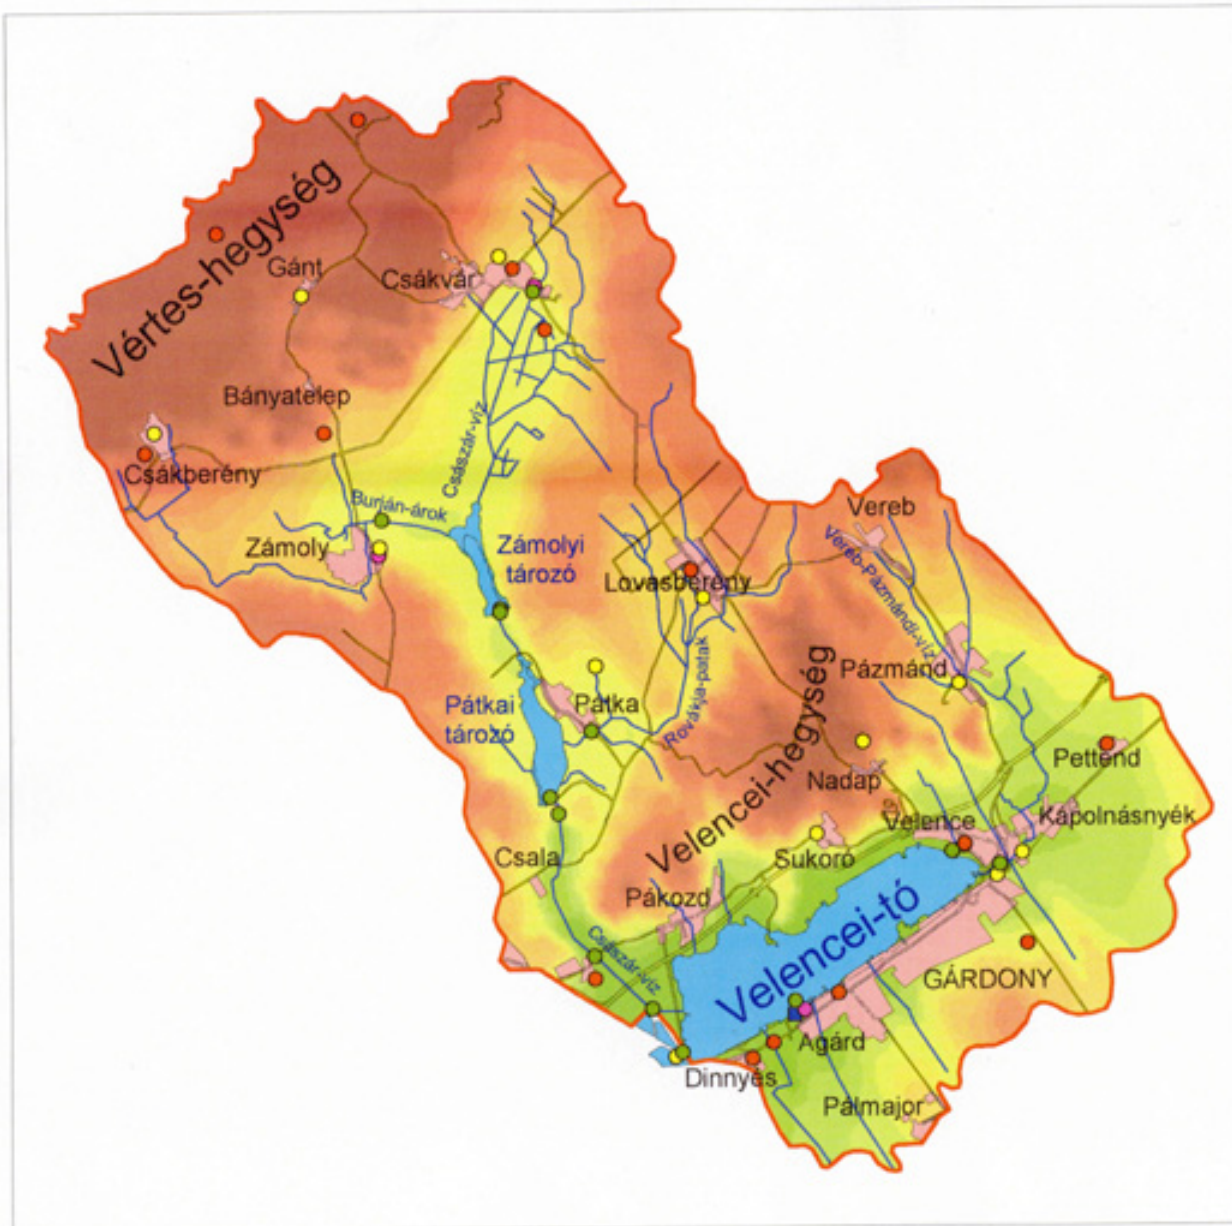 Vértes-hegység
Gánt
Csákvár
Bányatelep
Császár-víz
Csákberény
Burján-árok
Vereb
Zámoly
Zámolyi
tározó
Vereb-Pázmándi-víz
Lovasberény
Pázmánd
Pátkai
tározó
Pátka
Rovákja-patak
Velencei-hegység
Nadap
Pettend
Velence
Kápolnásnyék
Csala
Sukoró
Pákozd
Velencei-tó
Császár-víz
GÁRDONY
Agárd
Dinnyés
Pálmajor